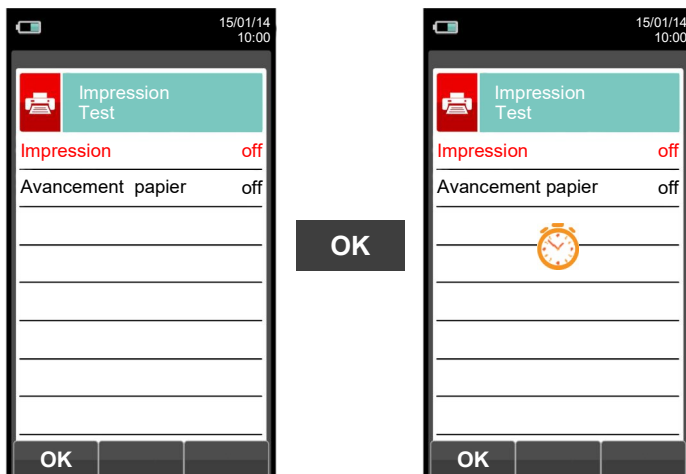 15/01/14
10:00
Impression
Test
Impression off
Avancement papier off
OK
OK
15/01/14
10:00
Impression
Test
Impression off
Avancement papier off
OK